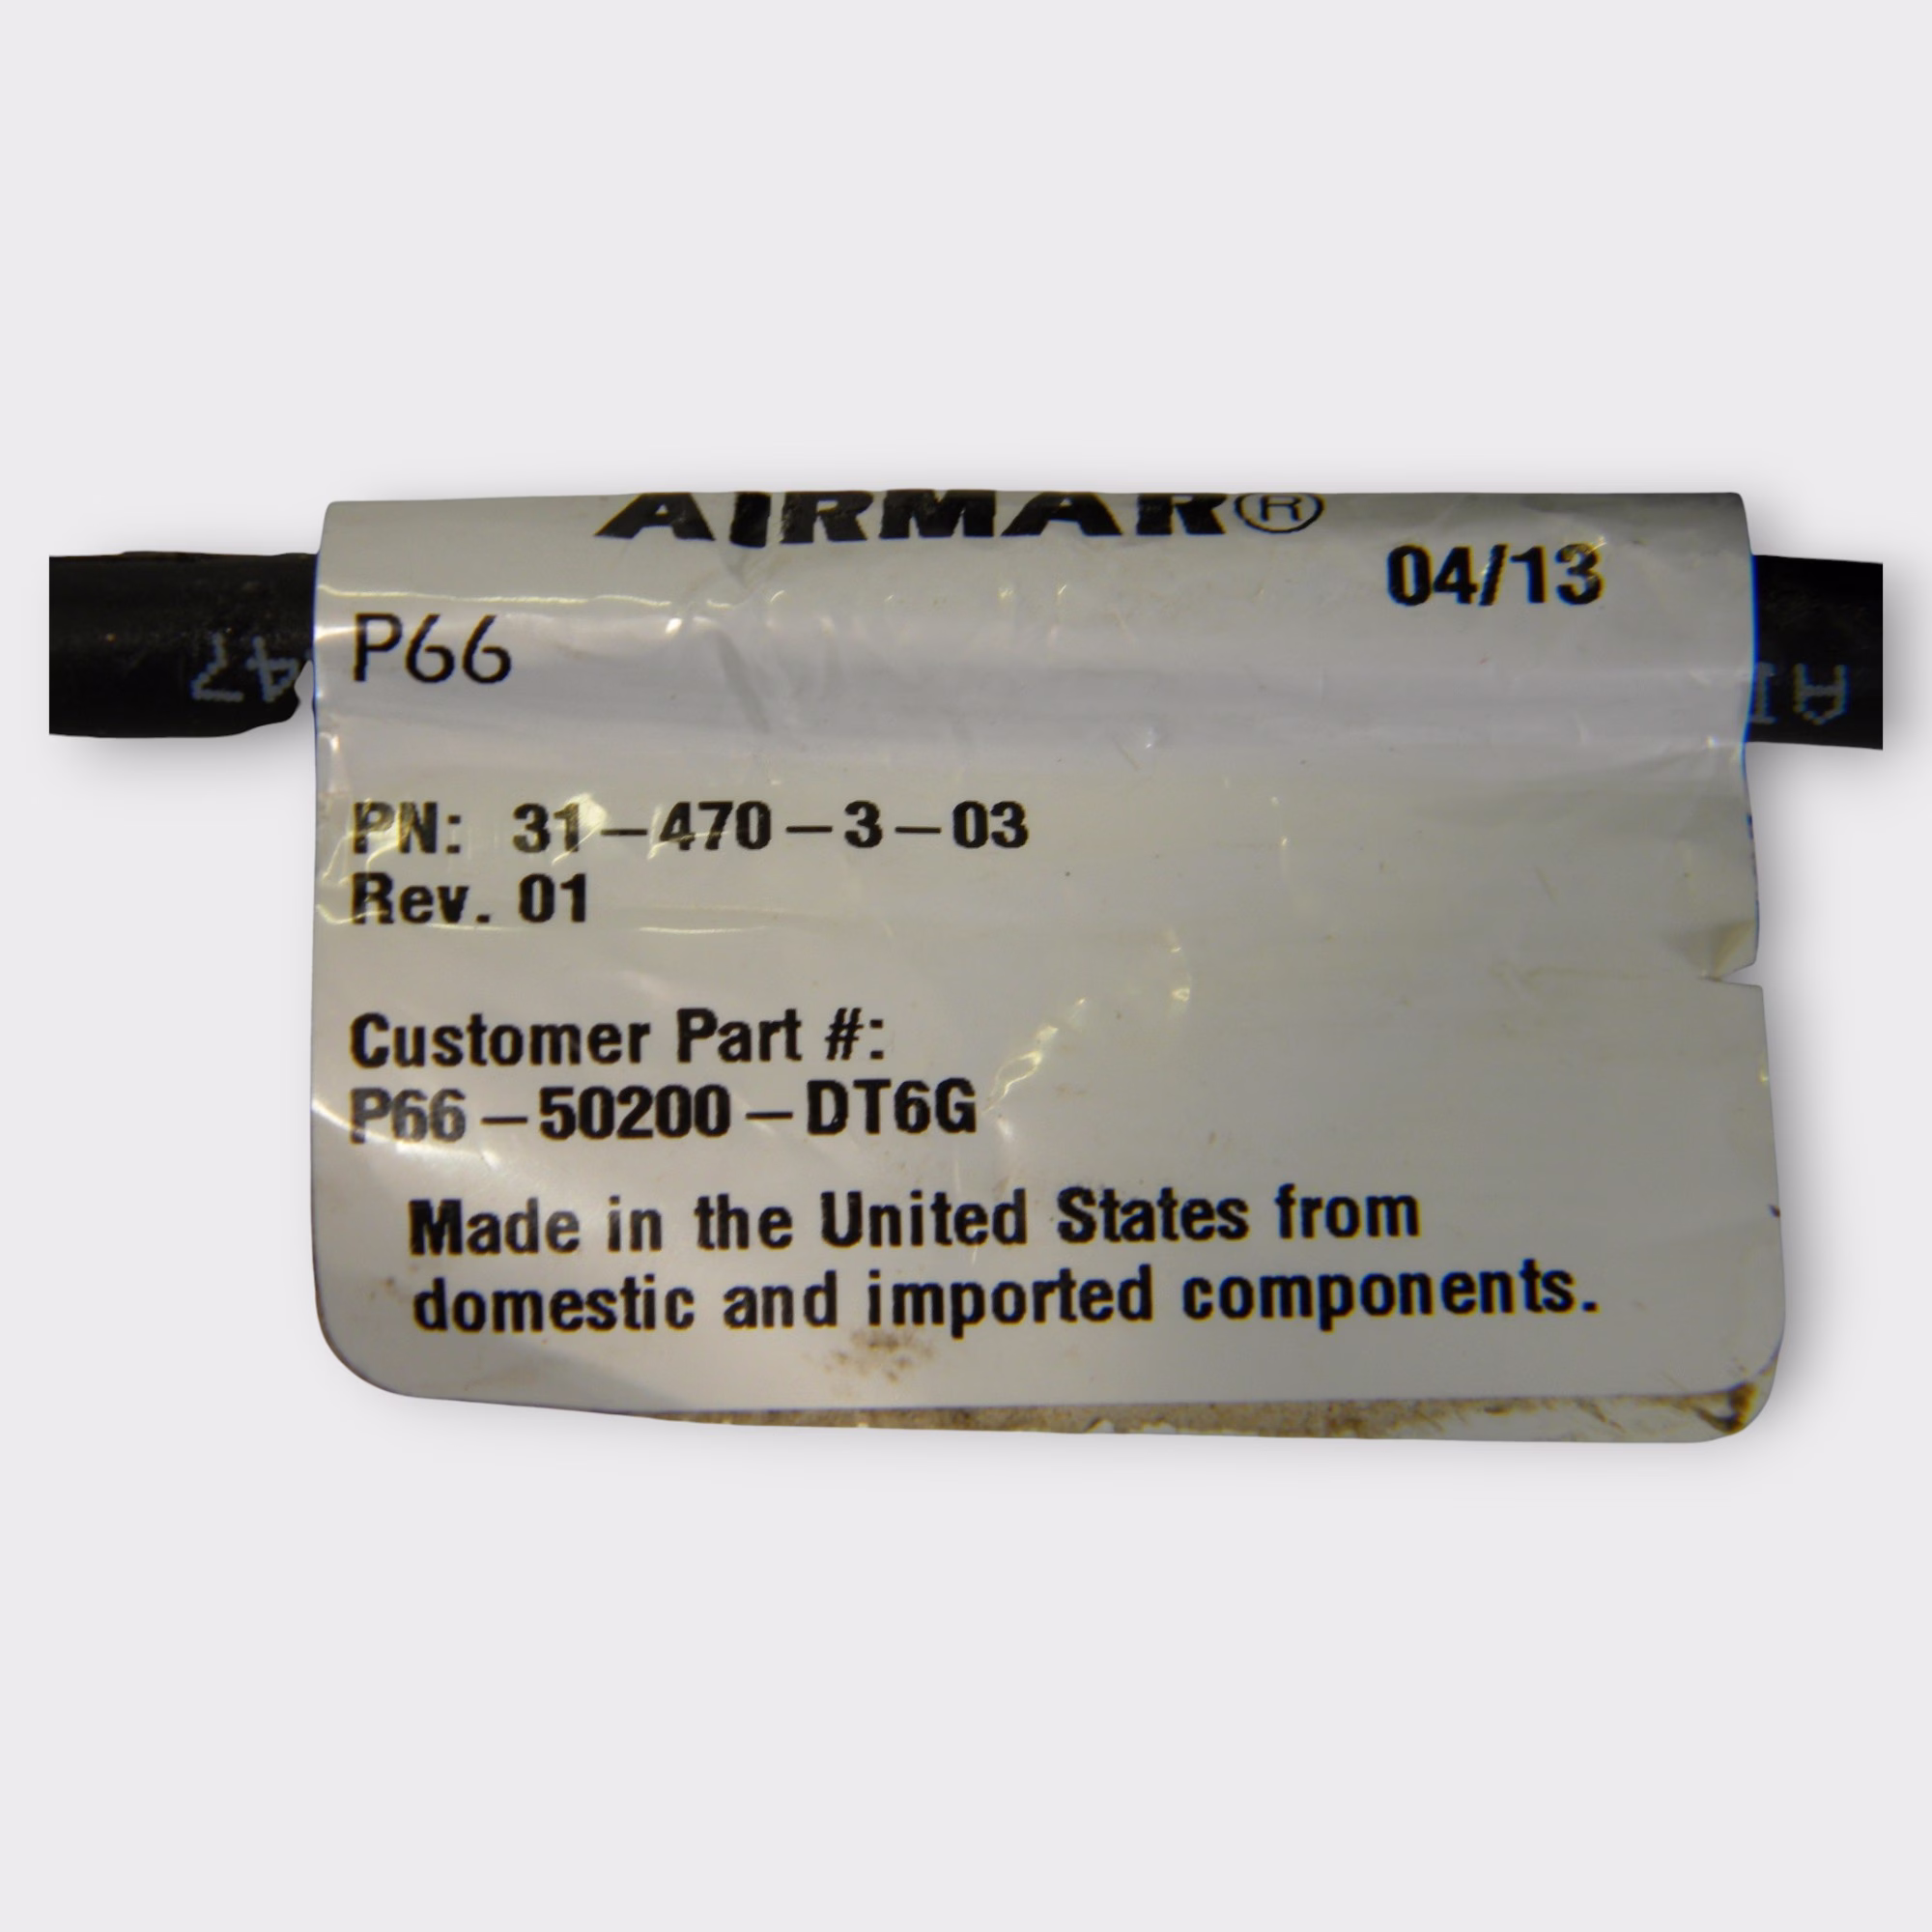 AIRMAR®
04/13
P66
PN: 31-470-3-03
Rev. 01
Customer Part #:
P66-50200-DT6G
Made in the United States from
domestic and imported components.